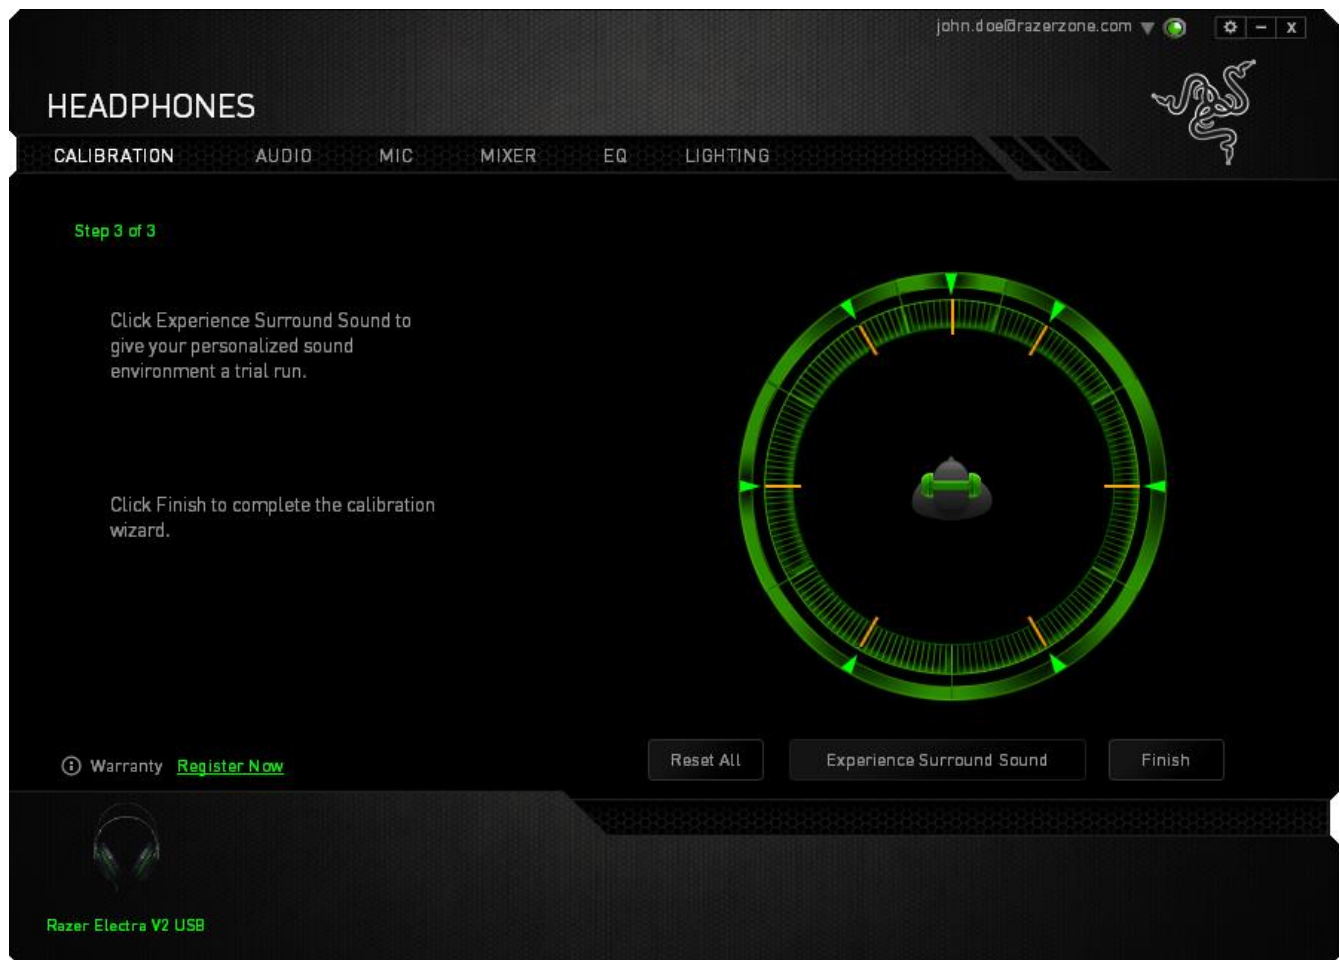 john.doe@razerzone.com
HEADPHONES
CALIBRATION AUDIO MIC MIXER EQ LIGHTING
Step 3 of 3
Click Experience Surround Sound to
give your personalized sound
environment a trial run.
Click Finish to complete the calibration
wizard.
Warranty Register Now
Reset All Experience Surround Sound Finish
Razer Electra V2 USB